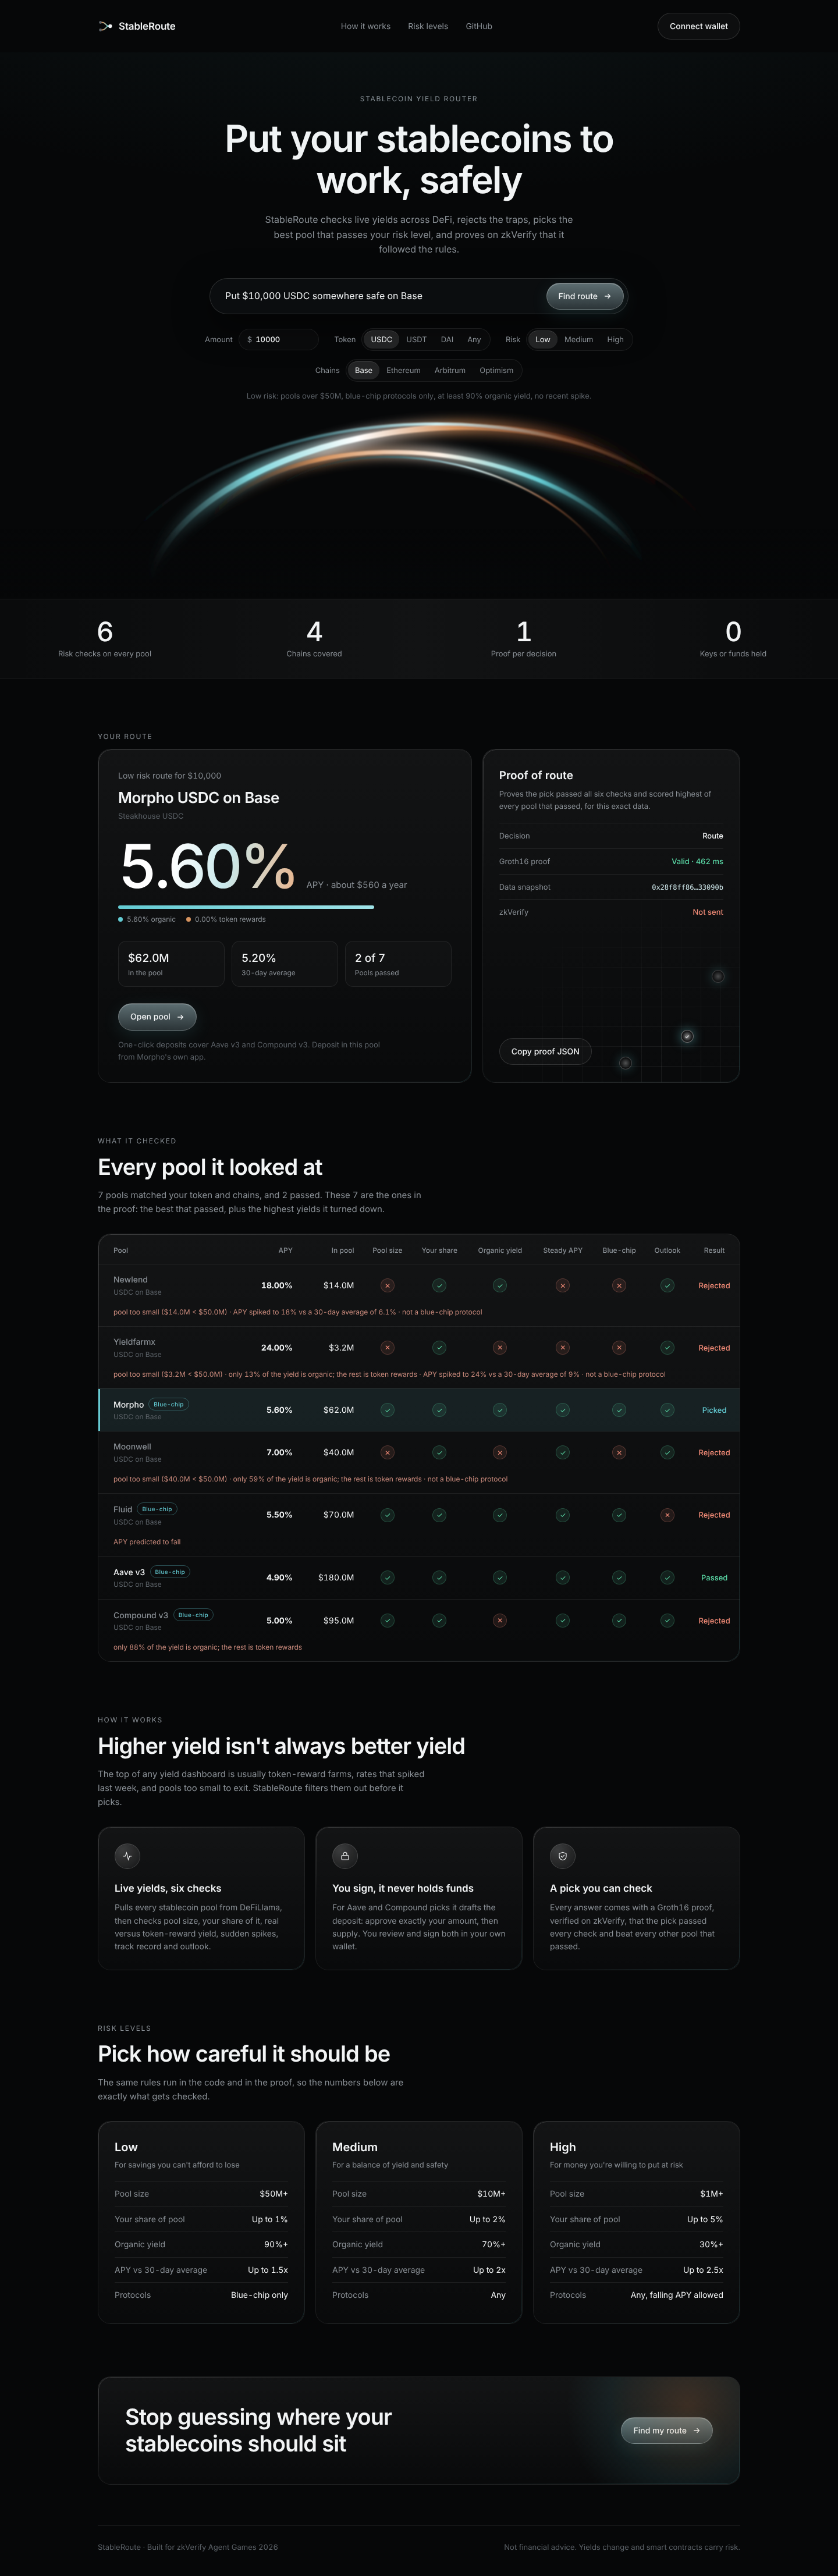 StableRoute
How it works
Risk levels
GitHub
Connect wallet
STABLECOIN YIELD ROUTER
Put your stablecoins to
work, safely
StableRoute checks live yields across DeFi, rejects the traps, picks the
best pool that passes your risk level, and proves on zkVerify that it
followed the rules.
Put $10,000 USDC somewhere safe on Base
Find route →
Amount $ 10000 Token USDC USDT DAI Any Risk Low Medium High
Chains Base Ethereum Arbitrum Optimism
Low risk: pools over $50M, blue-chip protocols only, at least 90% organic yield, no recent spike.
6 4 1 0
Risk checks on every pool Chains covered Proof per decision Keys or funds held
YOUR ROUTE
Low risk route for $10,000
Morpho USDC on Base
Steakhouse USDC
5.60% APY · about $560 a year
5.60% organic 0.00% token rewards
$62.0M
In the pool
5.20%
30-day average
2 of 7
Pools passed
Open pool →
One-click deposits cover Aave v3 and Compound v3. Deposit in this pool
from Morpho's own app.
Proof of route
Proves the pick passed all six checks and scored highest of
every pool that passed, for this exact data.
Decision Route
Groth16 proof Valid · 462 ms
Data snapshot 0x28f8ff86…33090b
zkVerify Not sent
Copy proof JSON
WHAT IT CHECKED
Every pool it looked at
7 pools matched your token and chains, and 2 passed. These 7 are the ones in
the proof: the best that passed, plus the highest yields it turned down.
Pool APY In pool Pool size Your share Organic yield Steady APY Blue-chip Outlook Result
Newlend
USDC on Base
18.00% $14.0M ✕ ✓ ✓ ✕ ✕ ✓ Rejected
pool too small ($14.0M < $50.0M) · APY spiked to 18% vs a 30-day average of 6.1% · not a blue-chip protocol
Yieldfarmx
USDC on Base
24.00% $3.2M ✕ ✓ ✕ ✕ ✕ ✓ Rejected
pool too small ($3.2M < $50.0M) · only 13% of the yield is organic; the rest is token rewards · APY spiked to 24% vs a 30-day average of 9% · not a blue-chip protocol
Morpho Blue-chip
USDC on Base
5.60% $62.0M ✓ ✓ ✓ ✓ ✓ ✓ Picked
Moonwell
USDC on Base
7.00% $40.0M ✕ ✓ ✕ ✓ ✕ ✓ Rejected
pool too small ($40.0M < $50.0M) · only 59% of the yield is organic; the rest is token rewards · not a blue-chip protocol
Fluid Blue-chip
USDC on Base
5.50% $70.0M ✓ ✓ ✓ ✓ ✓ ✕ Rejected
APY predicted to fall
Aave v3 Blue-chip
USDC on Base
4.90% $180.0M ✓ ✓ ✓ ✓ ✓ ✓ Passed
Compound v3 Blue-chip
USDC on Base
5.00% $95.0M ✓ ✓ ✕ ✓ ✓ ✓ Rejected
only 88% of the yield is organic; the rest is token rewards
HOW IT WORKS
Higher yield isn't always better yield
The top of any yield dashboard is usually token-reward farms, rates that spiked
last week, and pools too small to exit. StableRoute filters them out before it
picks.
Live yields, six checks
Pulls every stablecoin pool from DeFiLlama,
then checks pool size, your share of it, real
versus token-reward yield, sudden spikes,
track record and outlook.
You sign, it never holds funds
For Aave and Compound picks it drafts the
deposit: approve exactly your amount, then
supply. You review and sign both in your own
wallet.
A pick you can check
Every answer comes with a Groth16 proof,
verified on zkVerify, that the pick passed
every check and beat every other pool that
passed.
RISK LEVELS
Pick how careful it should be
The same rules run in the code and in the proof, so the numbers below are
exactly what gets checked.
Low
For savings you can't afford to lose
Pool size $50M+
Your share of pool Up to 1%
Organic yield 90%+
APY vs 30-day average Up to 1.5x
Protocols Blue-chip only
Medium
For a balance of yield and safety
Pool size $10M+
Your share of pool Up to 2%
Organic yield 70%+
APY vs 30-day average Up to 2x
Protocols Any
High
For money you're willing to put at risk
Pool size $1M+
Your share of pool Up to 5%
Organic yield 30%+
APY vs 30-day average Up to 2.5x
Protocols Any, falling APY allowed
Stop guessing where your
stablecoins should sit
Find my route →
StableRoute · Built for zkVerify Agent Games 2026
Not financial advice. Yields change and smart contracts carry risk.